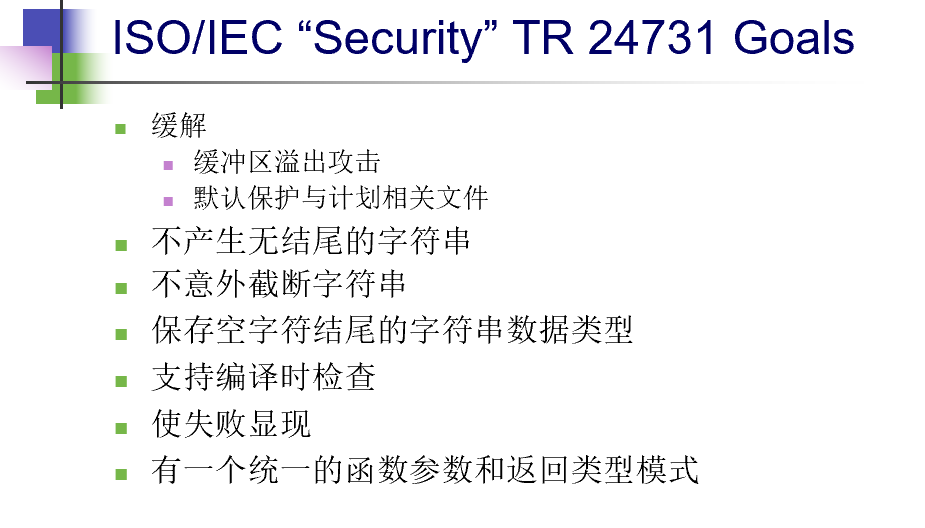 ISO/IEC “Security” TR 24731 Goals
缓解
缓冲区溢出攻击
默认保护与计划相关文件
不产生无结尾的字符串
不意外截断字符串
保存空字符结尾的字符串数据类型
支持编译时检查
使失败显现
有一个统一的函数参数和返回类型模式